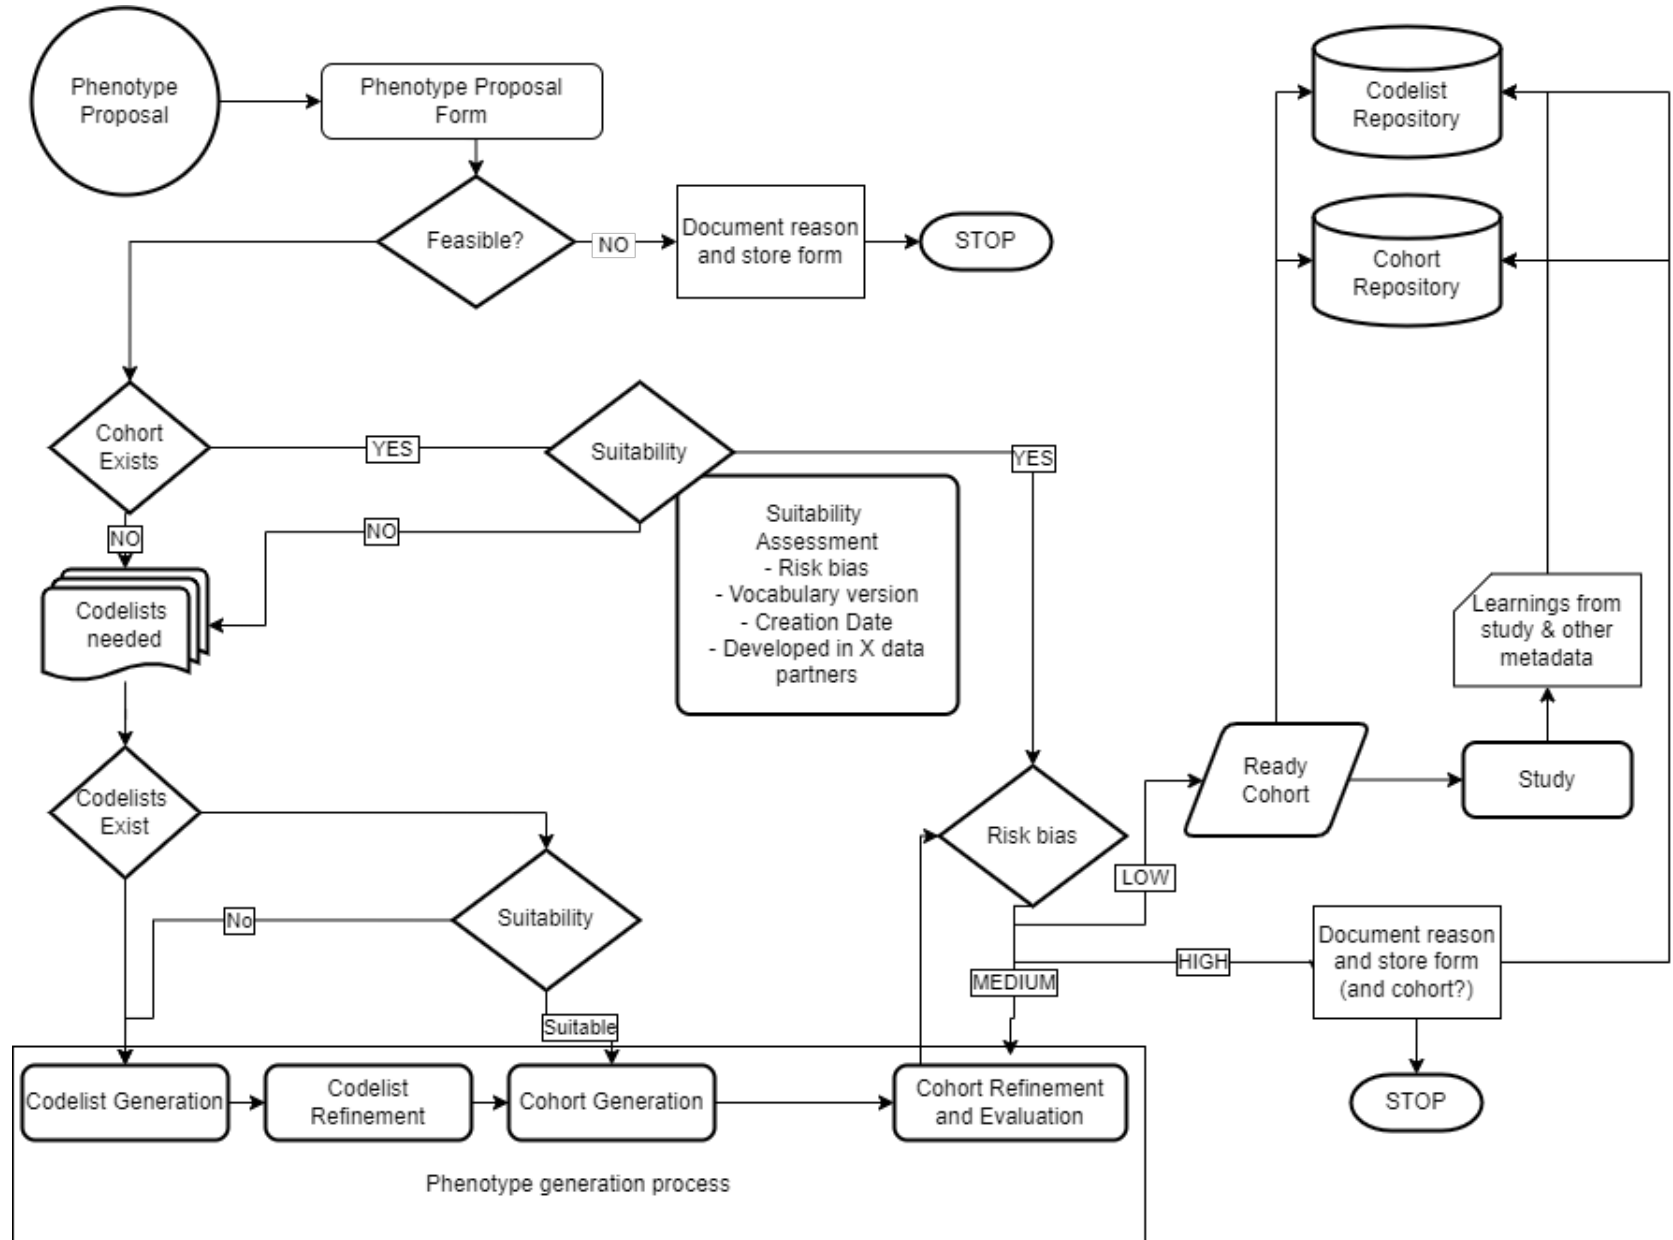 Phenotype
Proposal
Phenotype Proposal
Form
Codelist
Repository
Feasible?
NO
Document reason
and store form
STOP
Cohort
Repository
Cohort
Exists
YES
Suitability
YES
NO
NO
Suitability
Assessment
- Risk bias
- Vocabulary version
- Creation Date
- Developed in X data
partners
Codelists
needed
Learnings from
study & other
metadata
Codelists
Exist
Risk bias
Ready
Cohort
Study
LOW
No
Suitability
MEDIUM
HIGH
Document reason
and store form
(and cohort?)
Suitable
Codelist Generation
Codelist
Refinement
Cohort Generation
Cohort Refinement
and Evaluation
STOP
Phenotype generation process